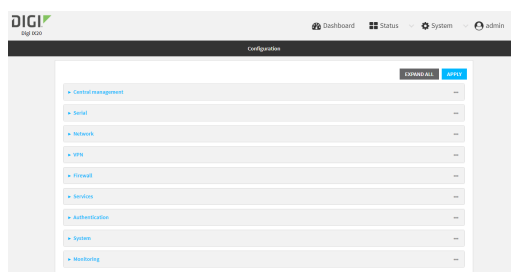 DIGI
Digi IX20
Dashboard
Status
System
admin
Configuration
EXPAND ALL
APPLY
Central management
Serial
Network
VPN
Firewall
Services
Authentication
System
Monitoring